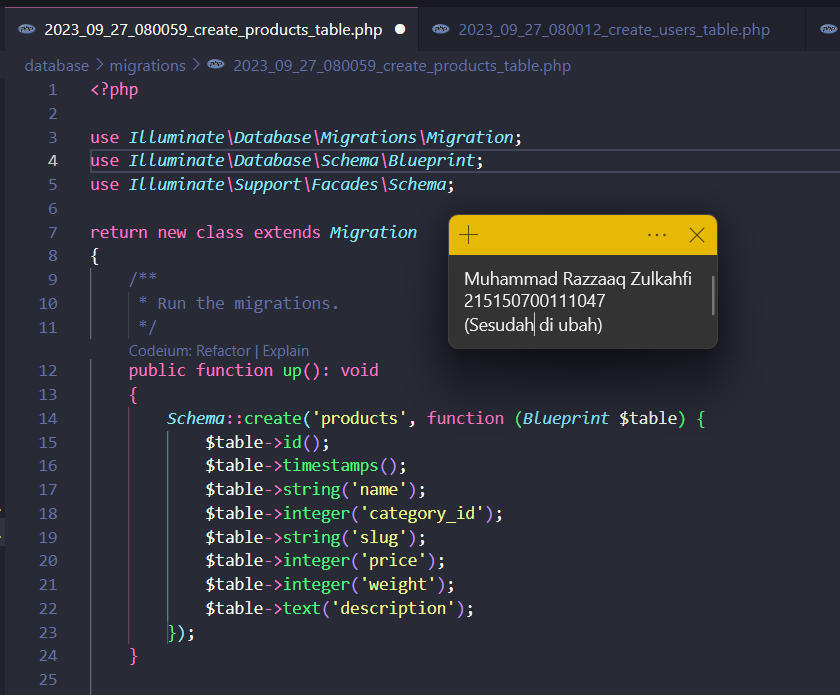 2023_09_27_080059_create_products_table.php
2023_09_27_080012_create_users_table.php
database > migrations > 2023_09_27_080059_create_products_table.php
1 <?php
2
3 use Illuminate\Database\Migrations\Migration;
4 use Illuminate\Database\Schema\Blueprint;
5 use Illuminate\Support\Facades\Schema;
6
7 return new class extends Migration
8 {
9 /**
10 * Run the migrations.
11 */
Codeium: Refactor | Explain
12 public function up(): void
13 {
14 Schema::create('products', function (Blueprint $table) {
15 $table->id();
16 $table->timestamps();
17 $table->string('name');
18 $table->integer('category_id');
19 $table->string('slug');
20 $table->integer('price');
21 $table->integer('weight');
22 $table->text('description');
23 });
24 }
25
Muhammad Razzaaq Zulkahfi
215150700111047
(Sesudah di ubah)